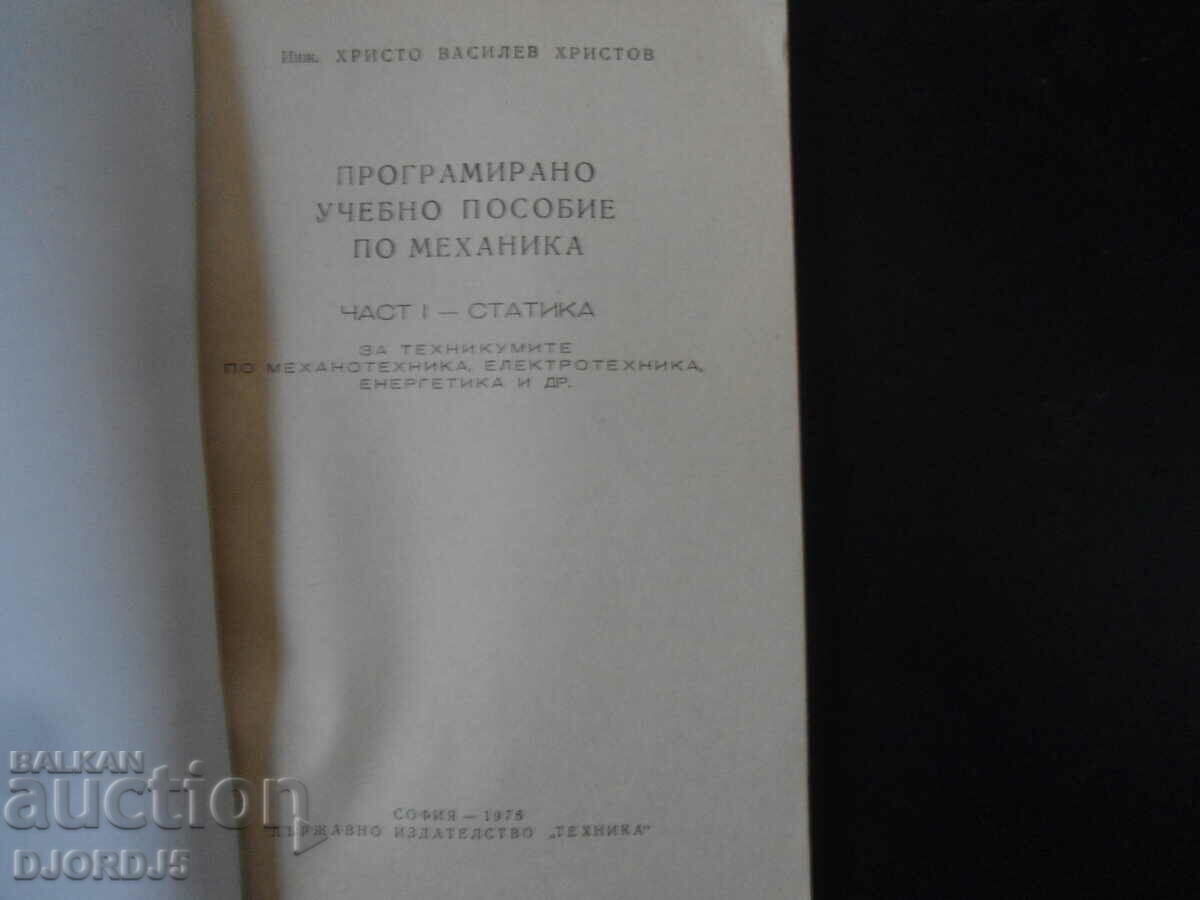 Инж. ХРИСТО ВАСИЛЕВ ХРИСТОВ
ПРОГРАМИРАНО
УЧЕБНО ПОСОБИЕ
ПО МЕХАНИКА
ЧАСТ I — СТАТИКА
ЗА ТЕХНИКУМИТЕ
ПО МЕХАНОТЕХНИКА, ЕЛЕКТРОТЕХНИКА,
ЕНЕРГЕТИКА И ДР.
СОФИЯ — 1975
ДЪРЖАВНО ИЗДАТЕЛСТВО „ТЕХНИКА"
BALKAN
auction
DJORDJ5